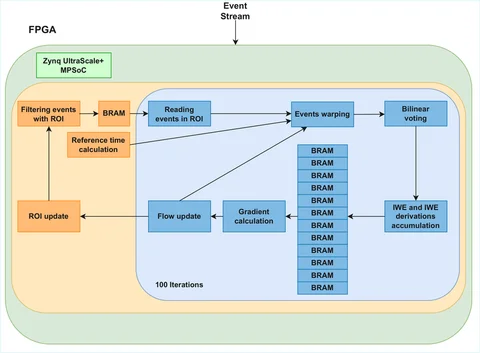 Event
Stream
FPGA
Zynq UltraScale+
MPSoC
Filtering events
with ROI
BRAM
Reading
events in ROI
Events warping
Bilinear
voting
Reference time
calculation
BRAM
BRAM
BRAM
BRAM
BRAM
BRAM
BRAM
BRAM
BRAM
BRAM
BRAM
BRAM
ROI update
Flow update
Gradient
calculation
IWE and IWE
derivations
accumulation
100 Iterations